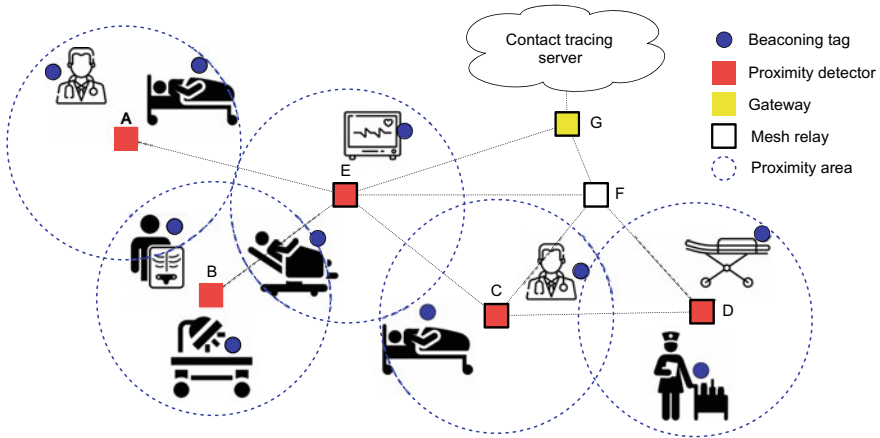 Contact tracing
server
Beaconing tag
Proximity detector
Gateway
Mesh relay
Proximity area
A
G
E
F
B
C
D